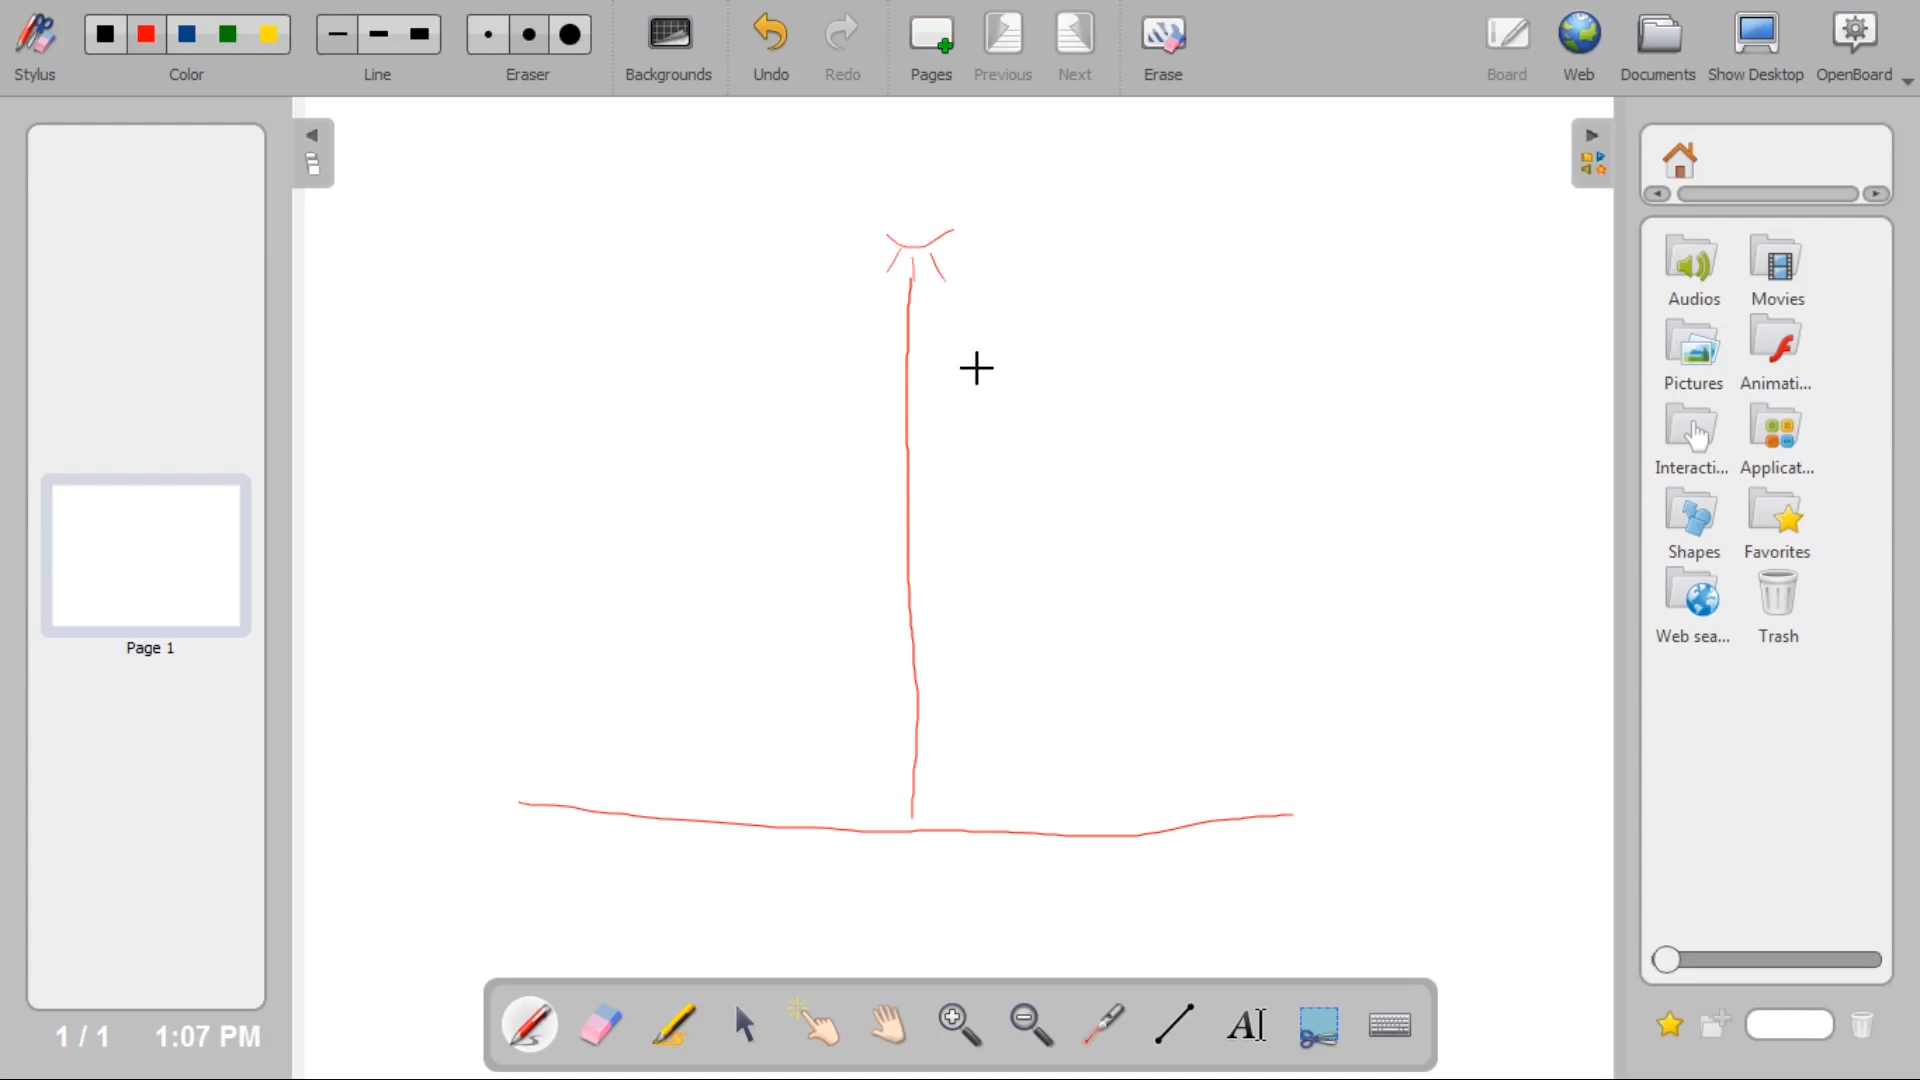 Stylus
Color
Line
Eraser
Backgrounds
Undo
Redo
Pages
Previous
Next
Erase
Board
Web
Documents
Show Desktop
OpenBoard
Audios
Movies
Pictures
Animati...
Interacti...
Applicat...
Shapes
Favorites
Web sea...
Trash
Page 1
1 / 1
1:07 PM
AI